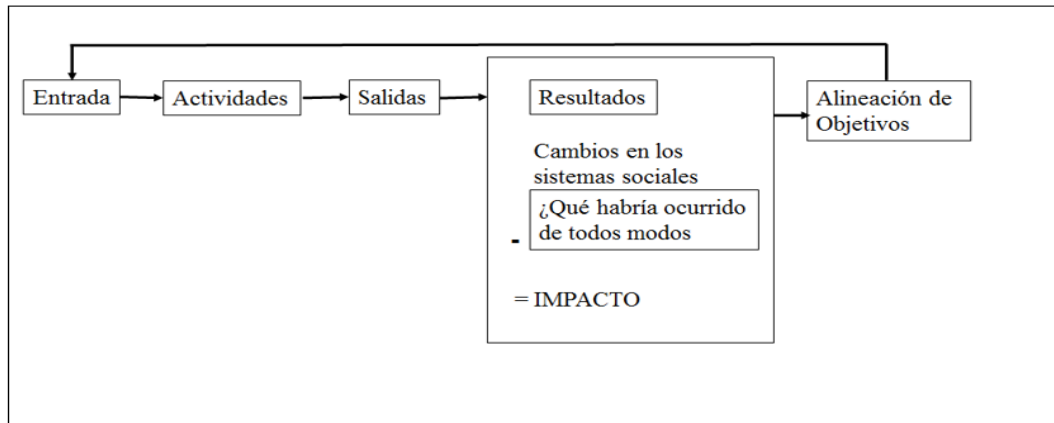 Entrada
Actividades
Salidas
Resultados
Alineación de
Objetivos
Cambios en los
sistemas sociales
¿Qué habría ocurrido
- de todos modos
= IMPACTO